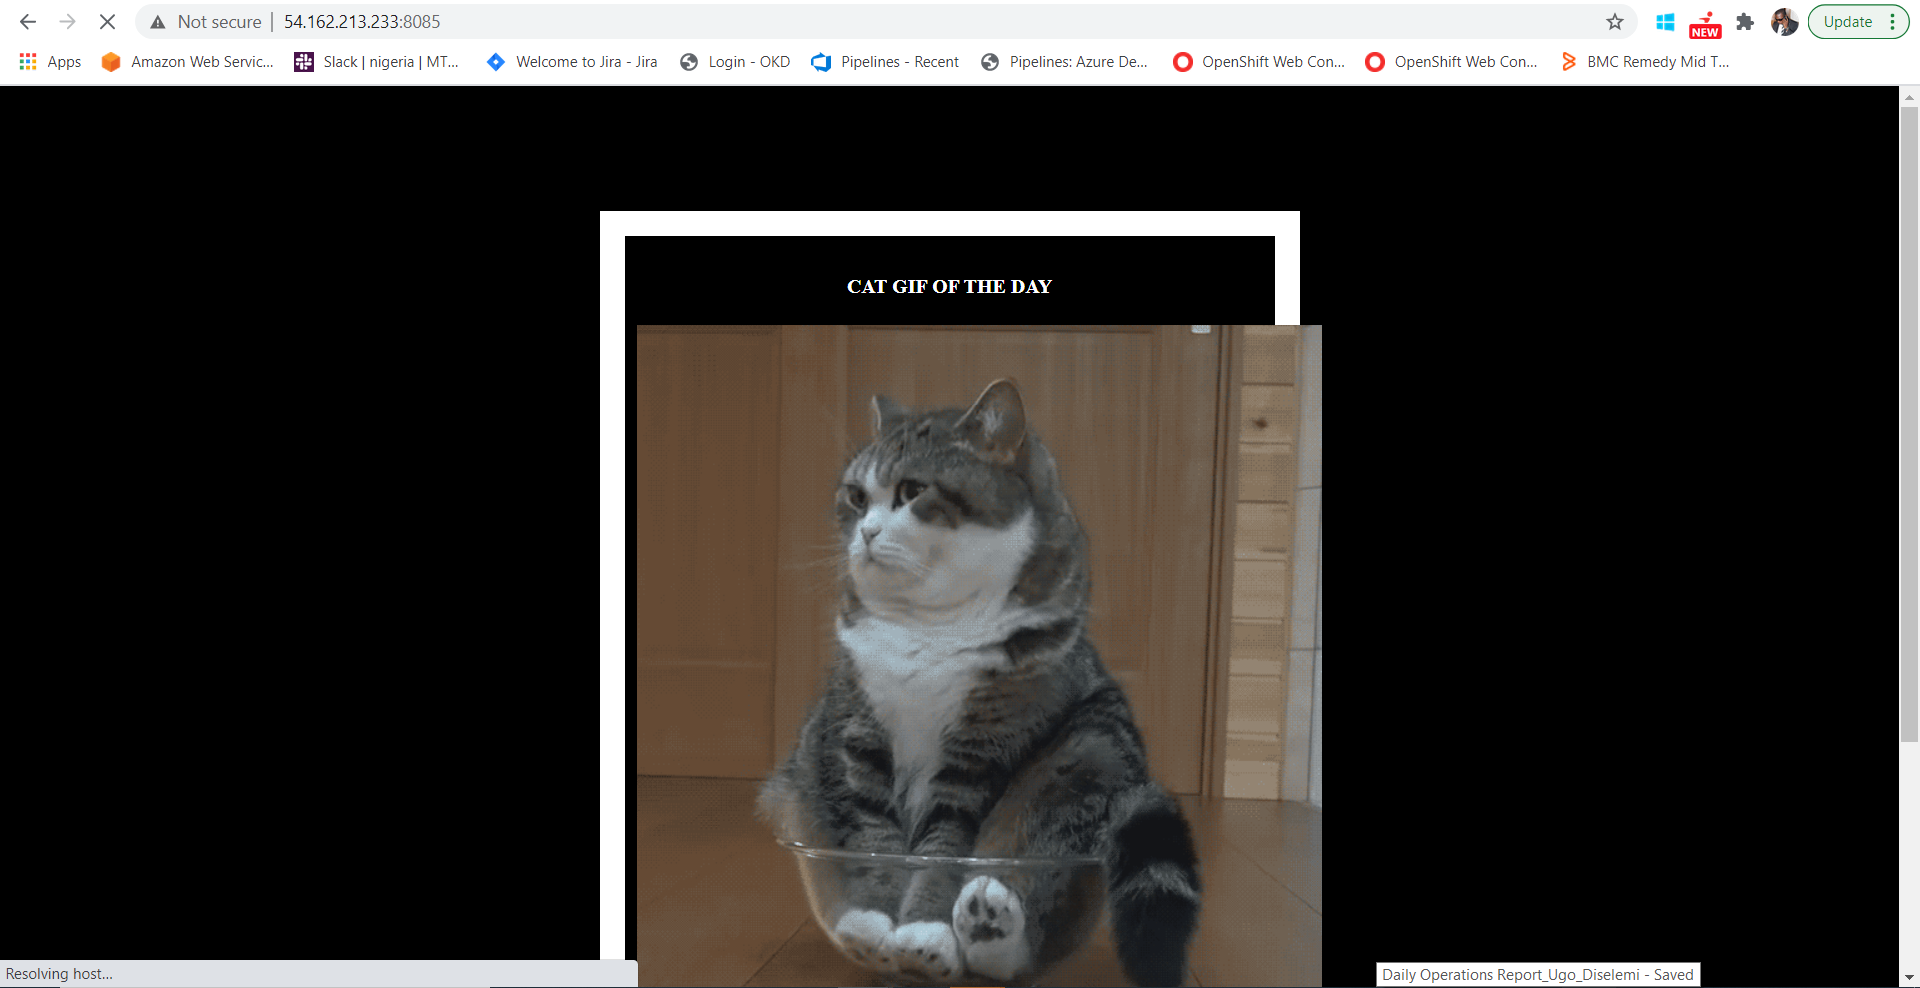 Not secure | 54.162.213.233:8085
NEW
Update
Apps
Amazon Web Servic...
Slack | nigeria | MT...
Welcome to Jira - Jira
Login - OKD
Pipelines - Recent
Pipelines: Azure De...
OpenShift Web Con...
OpenShift Web Con...
BMC Remedy Mid T...
CAT GIF OF THE DAY
Resolving host...
Daily Operations Report_Ugo_Diselemi - Saved